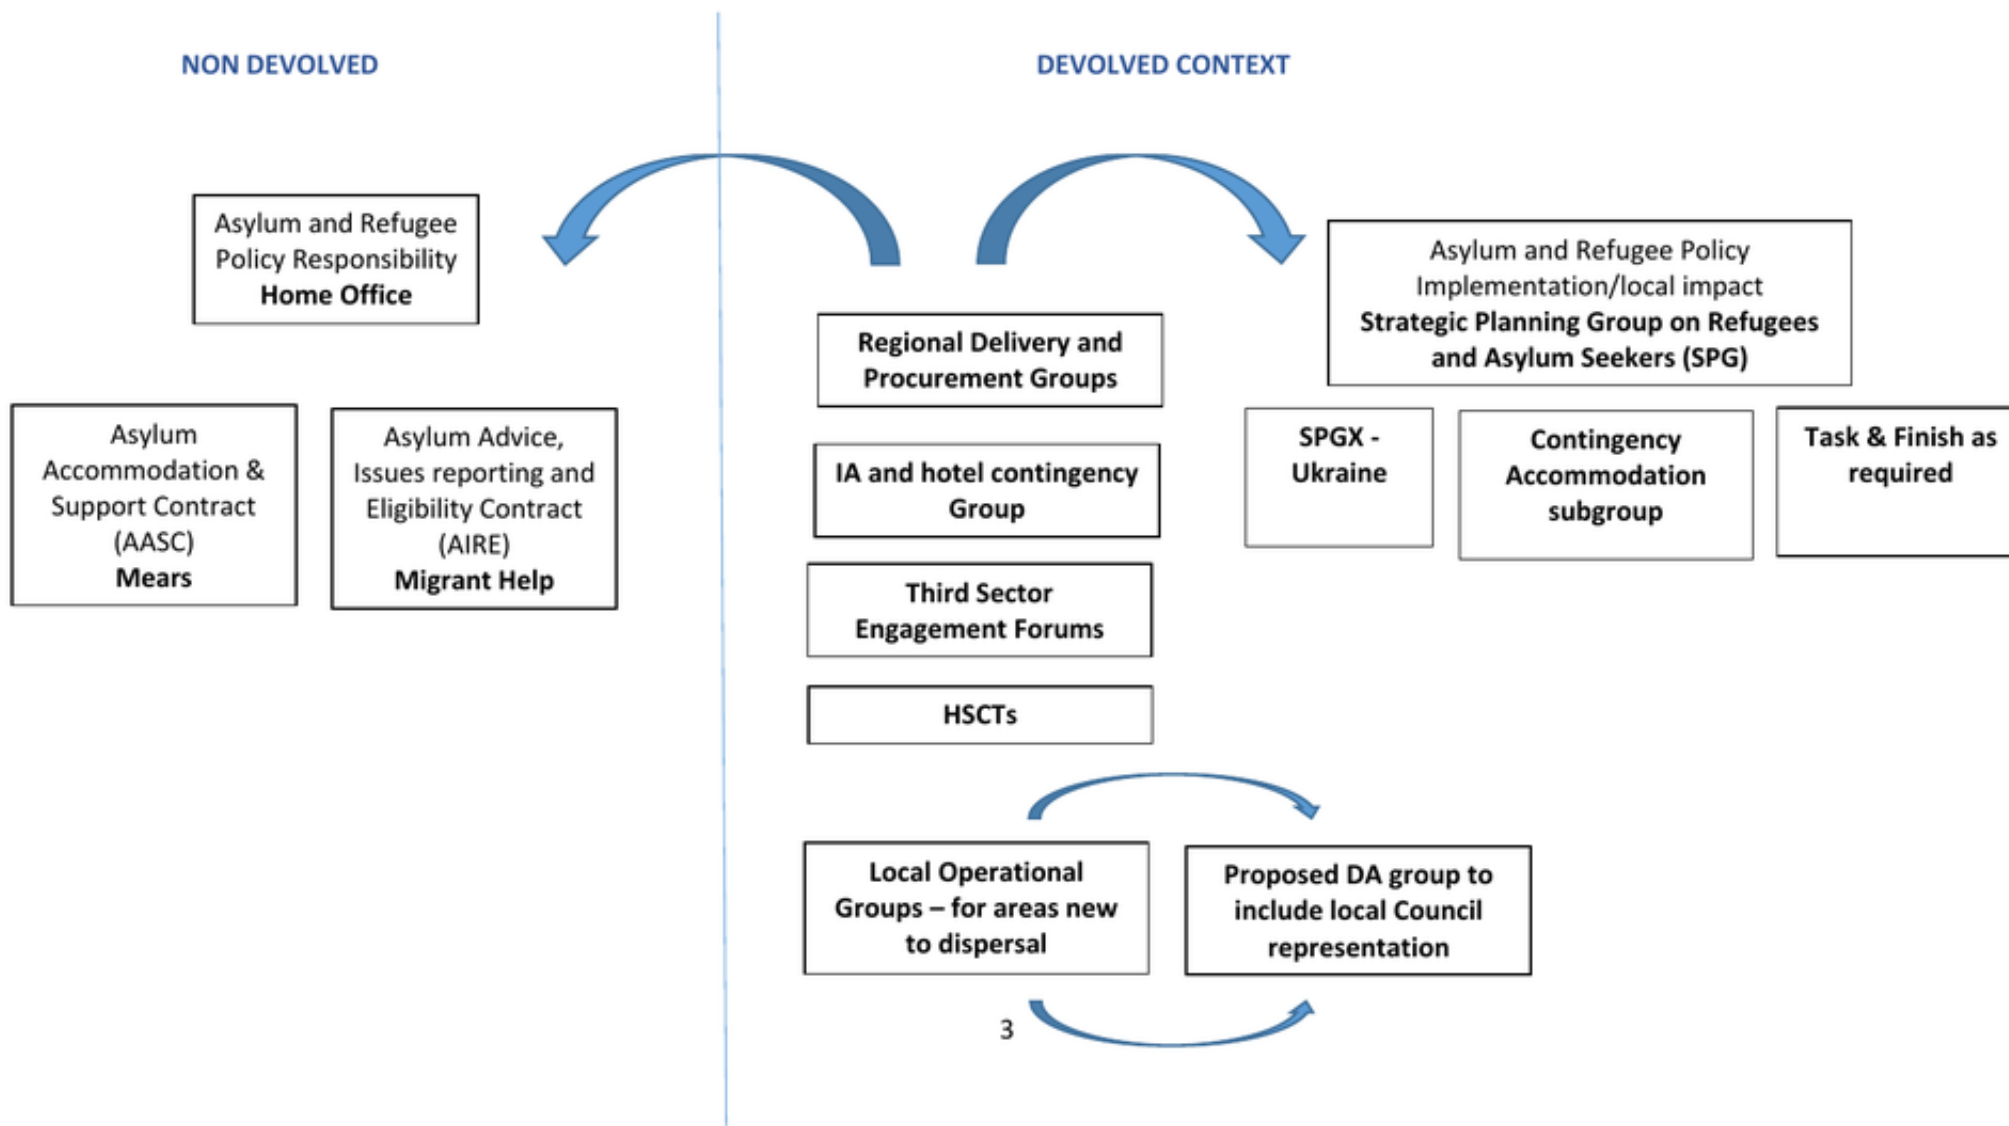 NON DEVOLVED
DEVOLVED CONTEXT
Asylum and Refugee
Policy Responsibility
Home Office
Asylum
Accommodation &
Support Contract
(AASC)
Mears
Asylum Advice,
Issues reporting and
Eligibility Contract
(AIRE)
Migrant Help
Regional Delivery and
Procurement Groups
IA and hotel contingency
Group
Third Sector
Engagement Forums
HSCTs
Local Operational
Groups – for areas new
to dispersal
Asylum and Refugee Policy
Implementation/local impact
Strategic Planning Group on Refugees
and Asylum Seekers (SPG)
SPGX -
Ukraine
Contingency
Accommodation
subgroup
Task & Finish as
required
Proposed DA group to
include local Council
representation
3